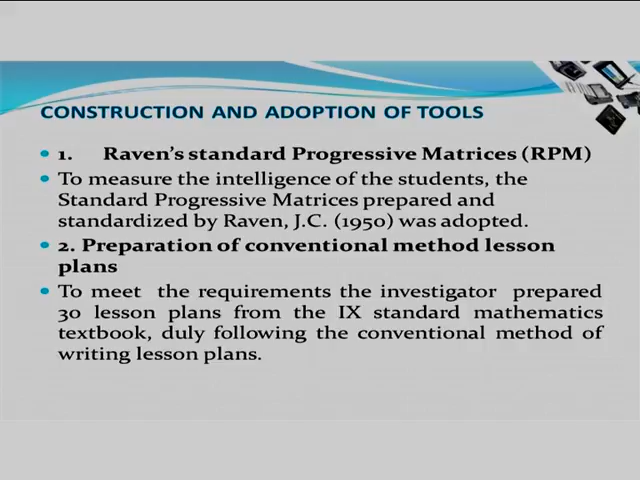 CONSTRUCTION AND ADOPTION OF TOOLS
• 1. Raven's standard Progressive Matrices (RPM)
• To measure the intelligence of the students, the
Standard Progressive Matrices prepared and
standardized by Raven, J.C. (1950) was adopted.
• 2. Preparation of conventional method lesson
plans
• To meet the requirements the investigator prepared
30 lesson plans from the IX standard mathematics
textbook, duly following the conventional method of
writing lesson plans.